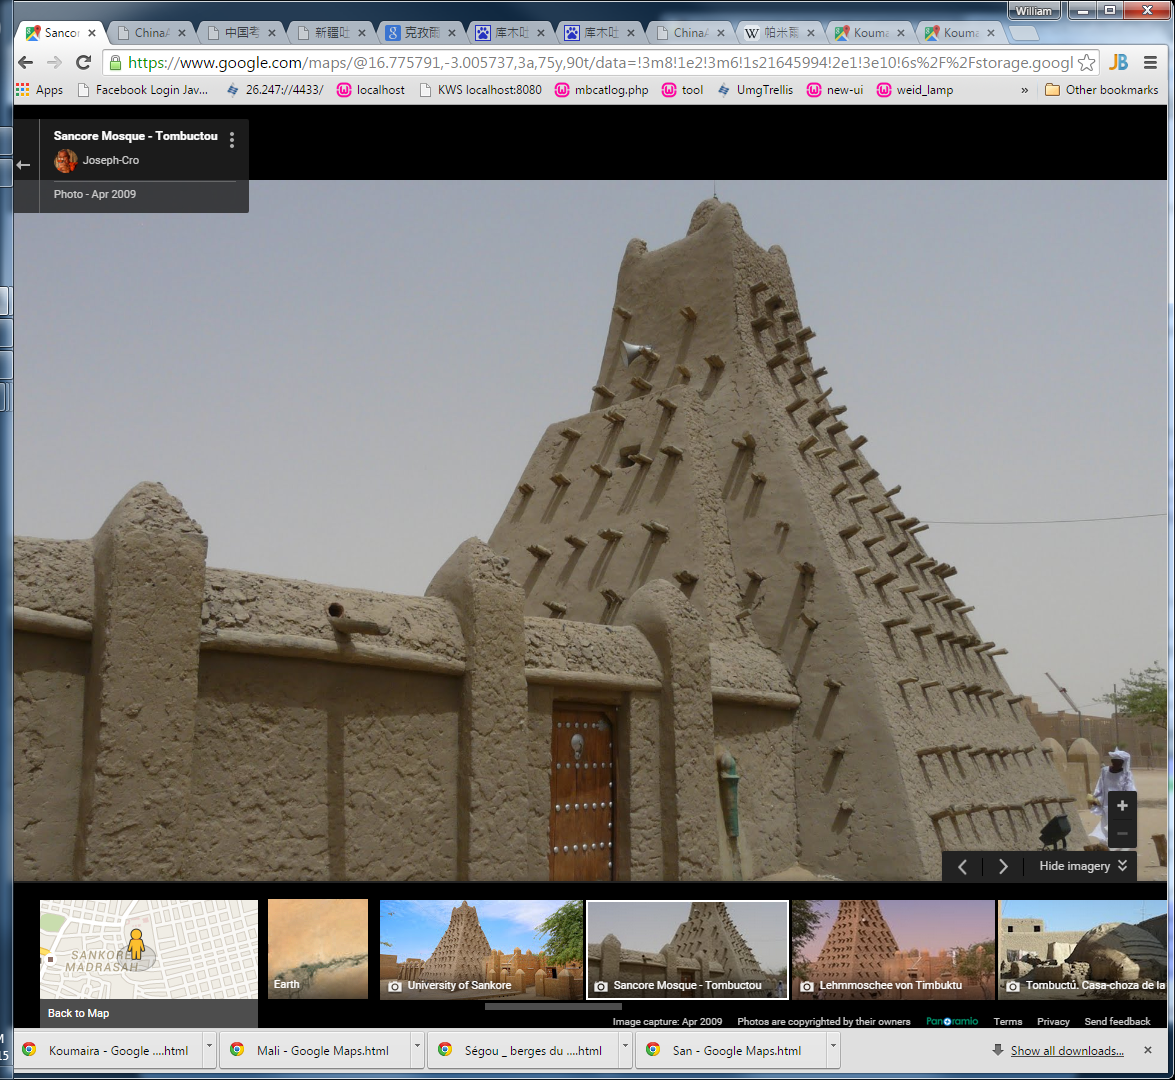 William
Sancor
ChinaA
中国考
新疆吐
克孜爾
库木吐
库木吐
ChinaA
帕米爾
Kouma
Kouma
https://www.google.com/maps/@16.775791,-3.005737,3a,75y,90t/data=!3m8!1e2!3m6!1s21645994!2e1!3e10!6s%2F%2Fstorage.googl
JB
Apps
Facebook Login Jav...
26.247:/4433/
localhost
KWS localhost:8080
mbcatlog.php
tool
UmgTrellis
new-ui
weid_lamp
»
Other bookmarks
Sancore Mosque - Tombuctou
Joseph-Cro
Photo - Apr 2009
Hide imagery
SANKORE
MADRASAH
Back to Map
Earth
University of Sankore
Sancore Mosque - Tombuctou
Lehmmoschee von Timbuktu
Tombuctú. Casa-choza de la
Image capture: Apr 2009
Photos are copyrighted by their owners
Panoramio
Terms
Privacy
Send feedback
M
15
Koumaira - Google ....html
Mali - Google Maps.html
Ségou _ berges du ....html
San - Google Maps.html
Show all downloads...